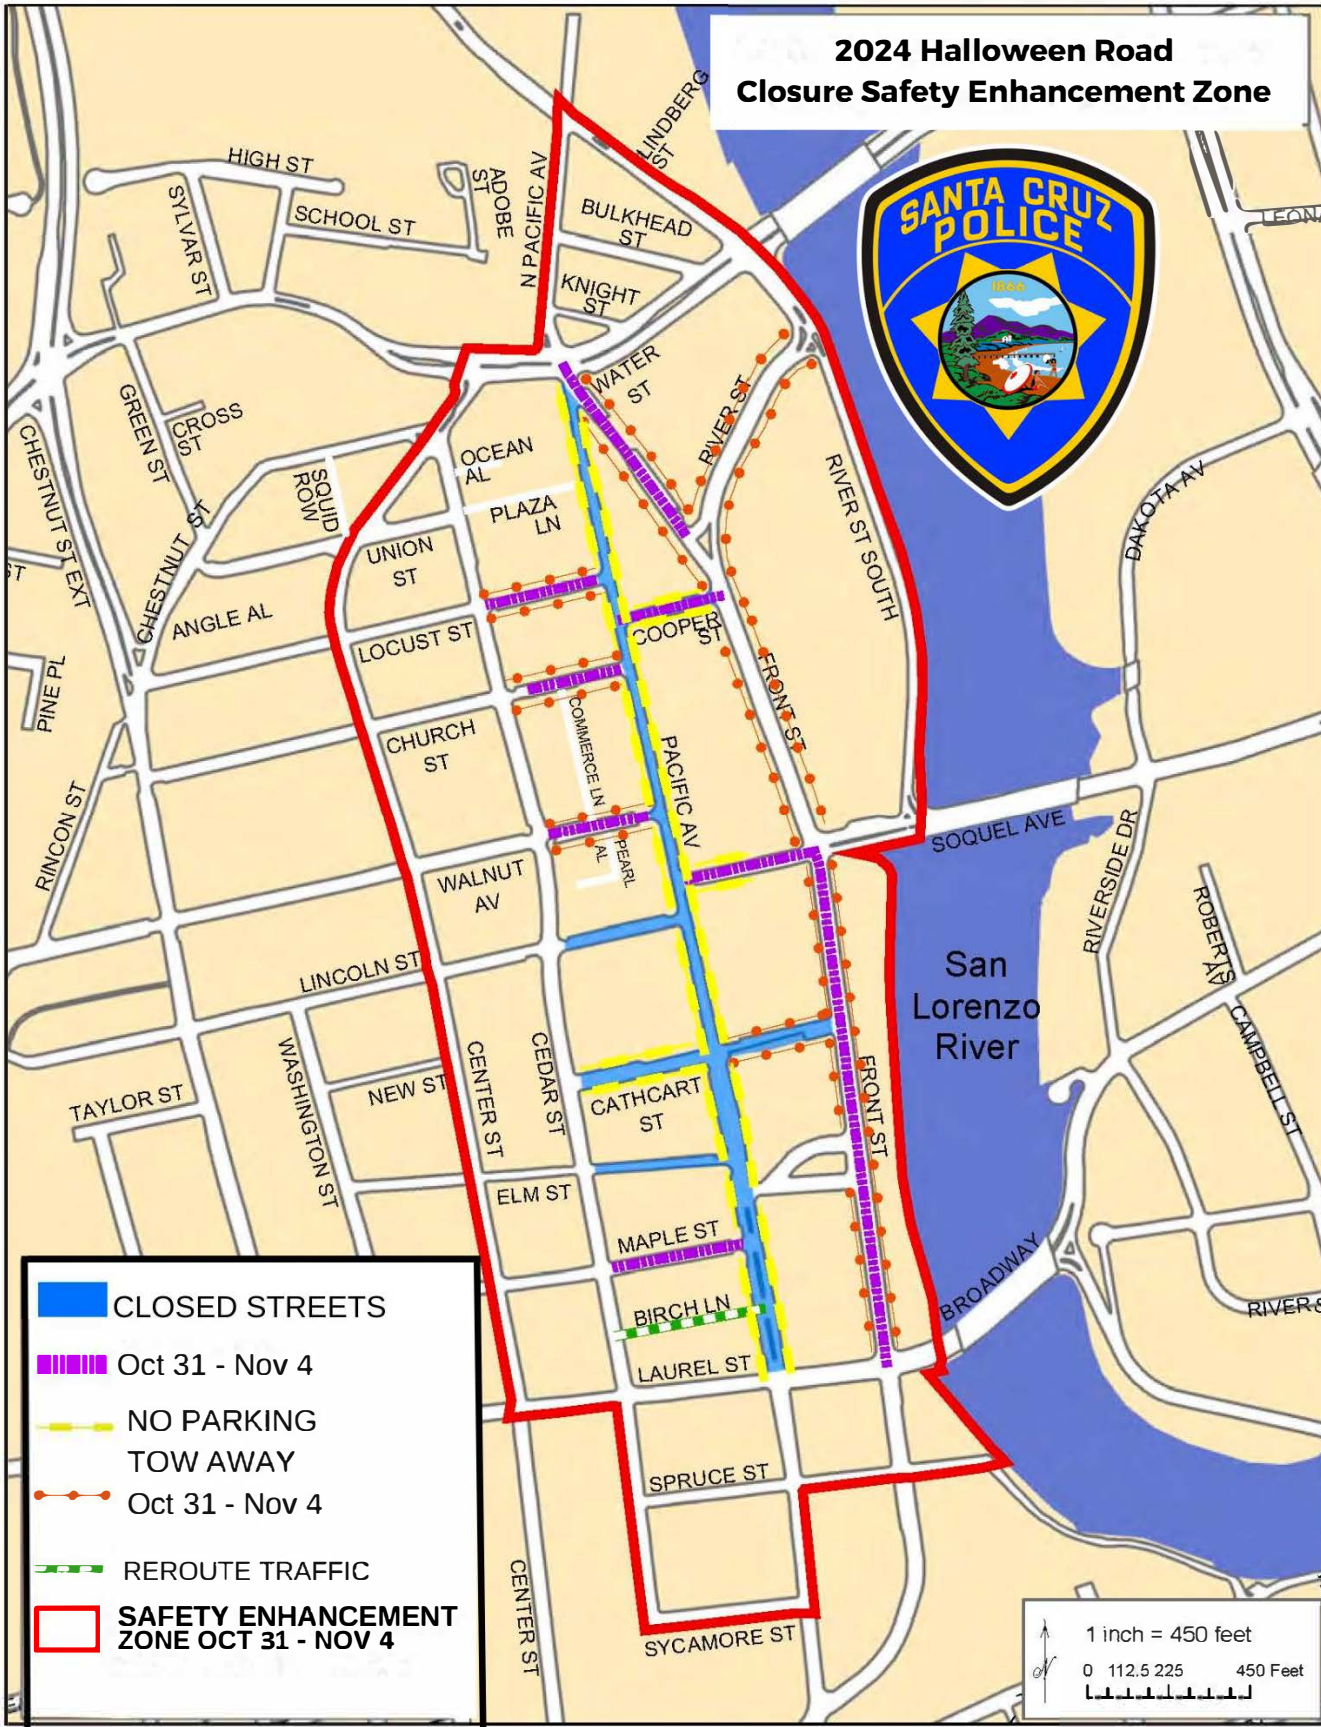 2024 Halloween Road
Closure Safety Enhancement Zone
SANTA CRUZ
POLICE
1866
LINDBERG
ST
HIGH ST
ADOBE
ST
N PACIFIC AV
BULKHEAD
ST
SYLVAR ST
SCHOOL ST
KNIGHT
ST
WATER
ST
RIVER ST
CHESTNUT ST EXT
GREEN ST
CROSS
ST
OCEAN
AL
SQUID
ROW
PLAZA
LN
RIVER ST SOUTH
DAKOTA AV
CHESTNUT ST
UNION
ST
ST
ANGLE AL
LOCUST ST
COOPER
ST
FRONT ST
PINE PL
CHURCH
ST
COMMERCE LN
PACIFIC AV
RINCON ST
WALNUT
AV
PEARL
AL
SOQUEL AVE
RIVERSIDE DR
ROBERTS
AV
LINCOLN ST
San
Lorenzo
River
CAMPBELL ST
WASHINGTON ST
NEW ST
CENTER ST
CEDAR ST
CATHCART
ST
FRONT ST
TAYLOR ST
ELM ST
MAPLE ST
BROADWAY
BIRCH LN
LAUREL ST
SPRUCE ST
CENTER ST
SYCAMORE ST
CLOSED STREETS
Oct 31 - Nov 4
NO PARKING
TOW AWAY
Oct 31 - Nov 4
REROUTE TRAFFIC
SAFETY ENHANCEMENT
ZONE OCT 31 - NOV 4
N
1 inch = 450 feet
0 112.5 225 450 Feet